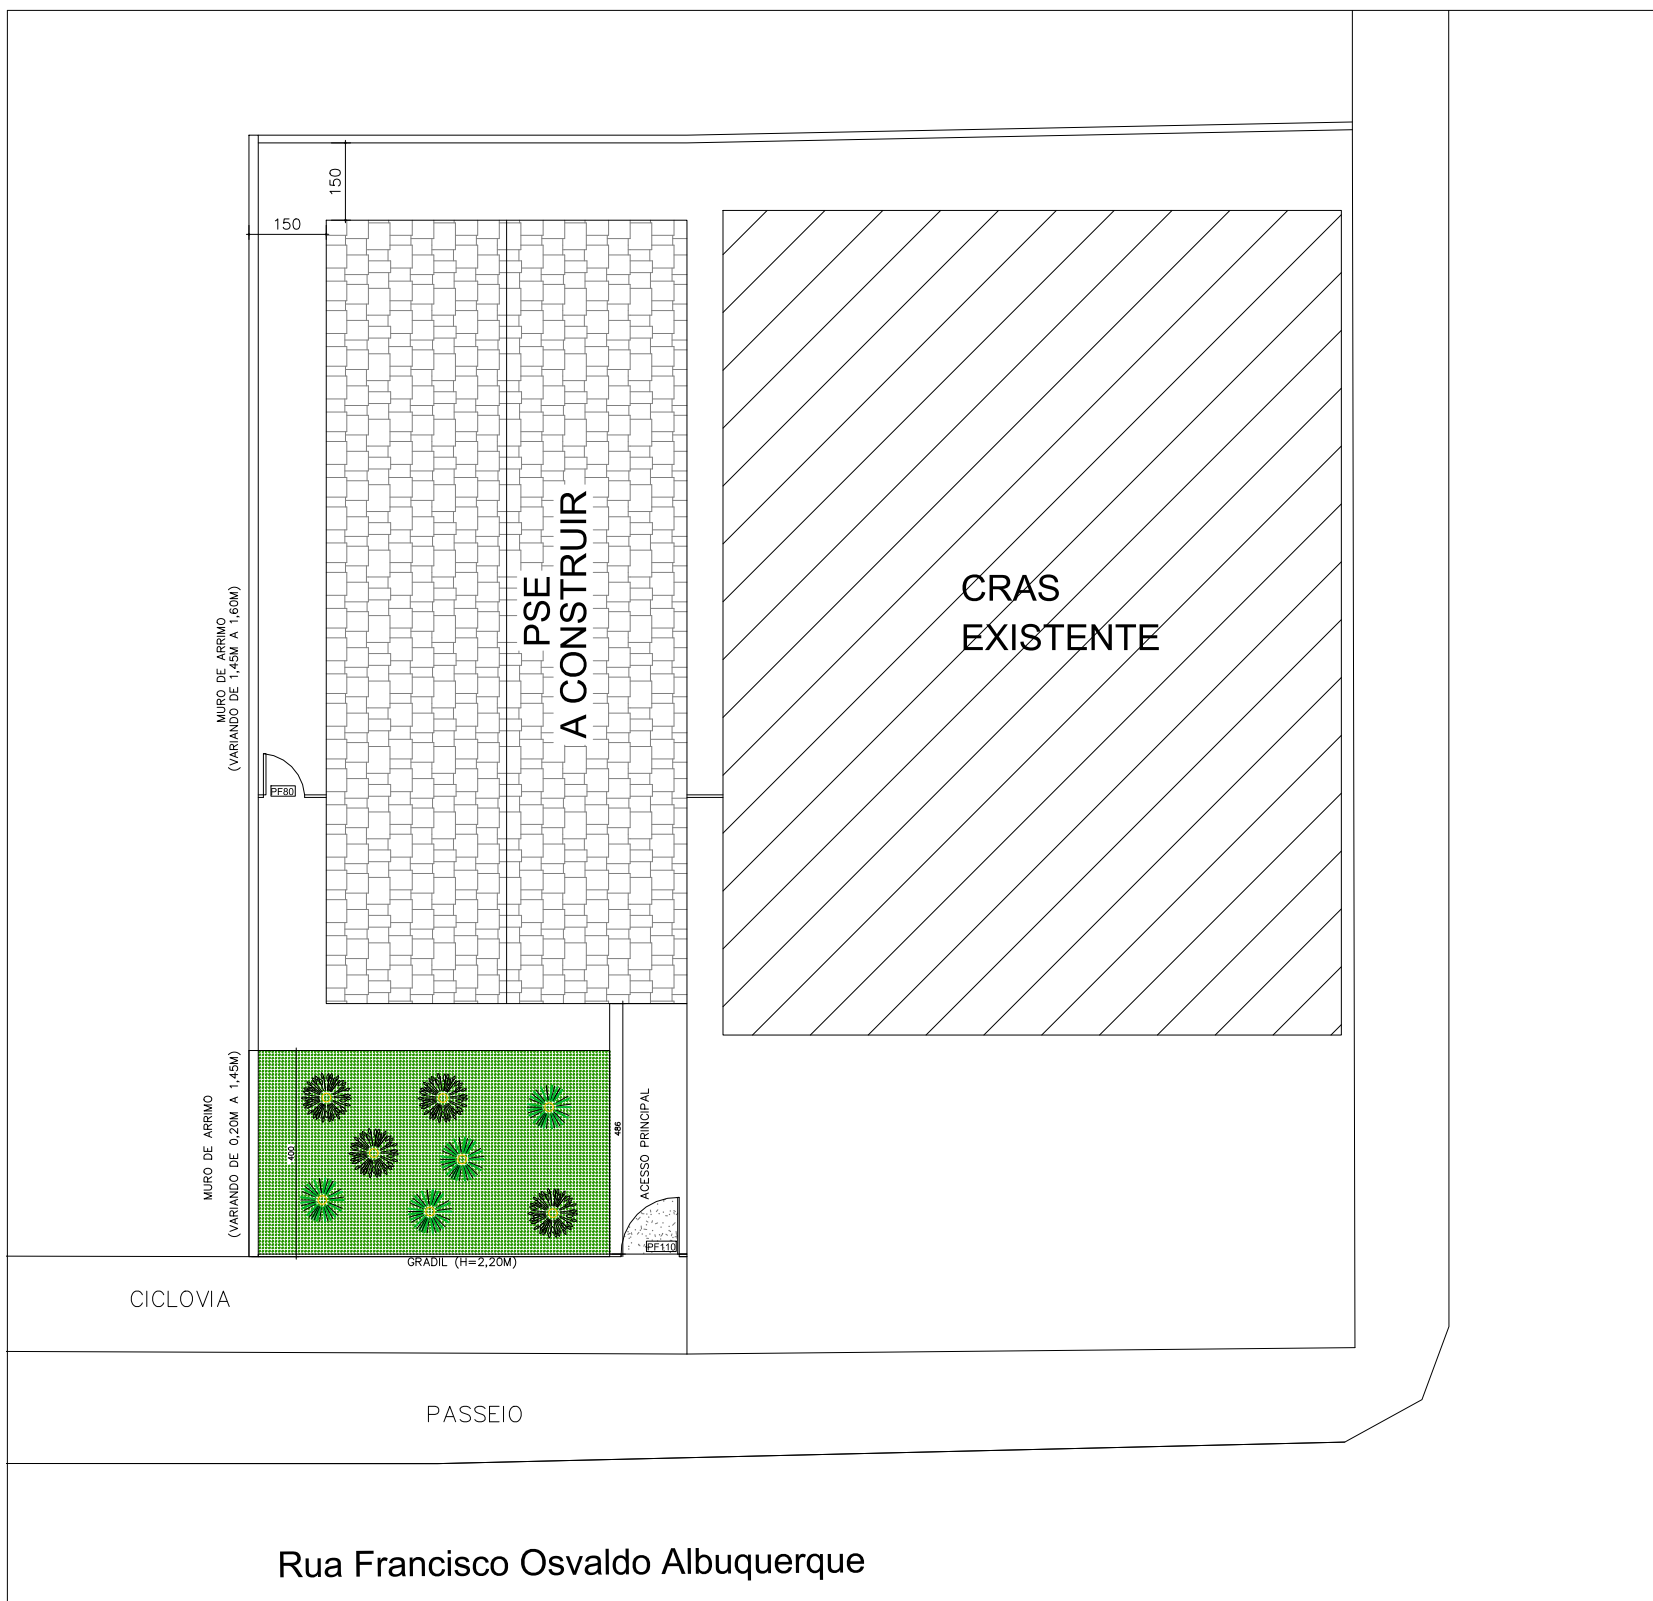 150
150
PSE
A CONSTRUIR
CRAS
EXISTENTE
MURO DE ARRIMO
(VARIANDO DE 1,45M A 1,60M)
PF80
MURO DE ARRIMO
(VARIANDO DE 0,20M A 1,45M)
400
486
ACESSO PRINCIPAL
PF110
GRADIL (H=2,20M)
CICLOVIA
PASSEIO
Rua Francisco Osvaldo Albuquerque